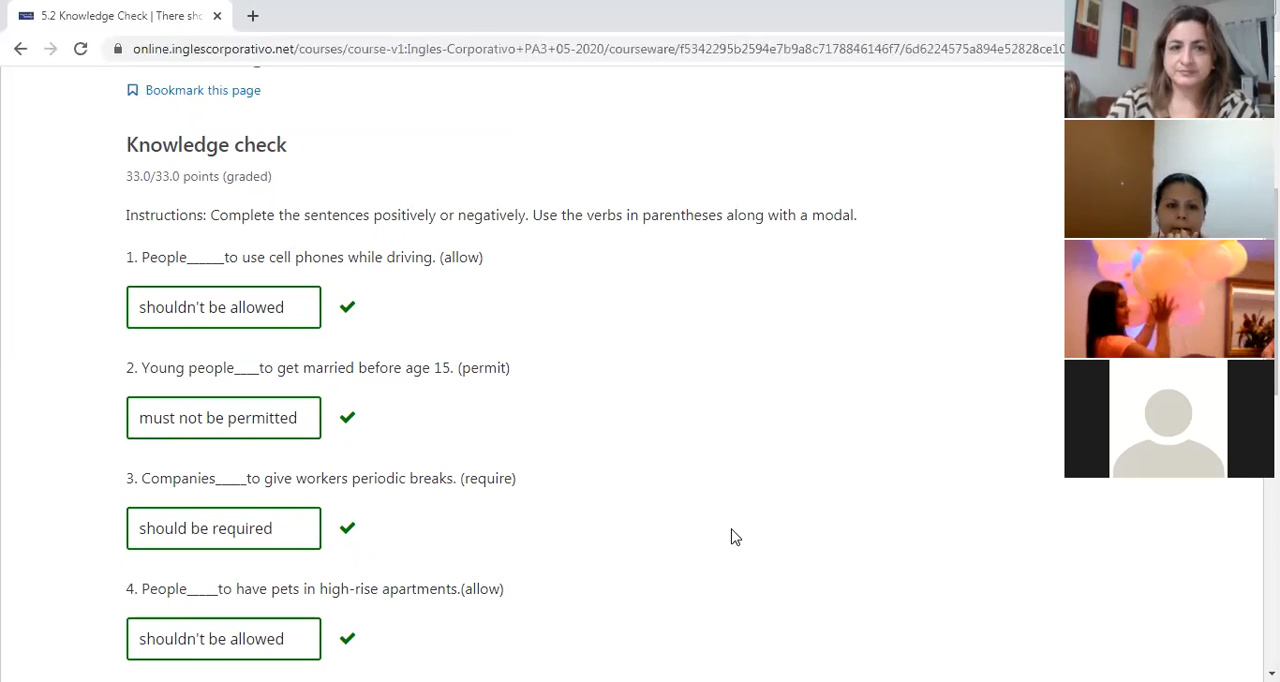 5.2 Knowledge Check | There sho
online.inglescorporativo.net/courses/course-v1:Ingles-Corporativo+PA3+05-2020/courseware/f5342295b2594e7b9a8c7178846146f7/6d6224575a894e52828ce10
Bookmark this page
Knowledge check
33.0/33.0 points (graded)
Instructions: Complete the sentences positively or negatively. Use the verbs in parentheses along with a modal.
1. People______to use cell phones while driving. (allow)
shouldn't be allowed
2. Young people____to get married before age 15. (permit)
must not be permitted
3. Companies_____to give workers periodic breaks. (require)
should be required
4. People_____to have pets in high-rise apartments.(allow)
shouldn't be allowed